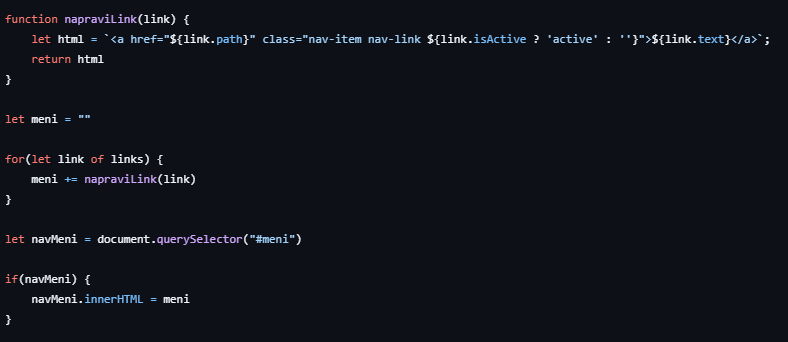 function napraviLink(link) {
    let html = `<a href="${link.path}" class="nav-item nav-link ${link.isActive ? 'active' : ''}">${link.text}</a>`;
    return html
}
let meni = ""
for(let link of links) {
    meni += napraviLink(link)
}
let navMeni = document.querySelector("#meni")
if(navMeni) {
    navMeni.innerHTML = meni
}